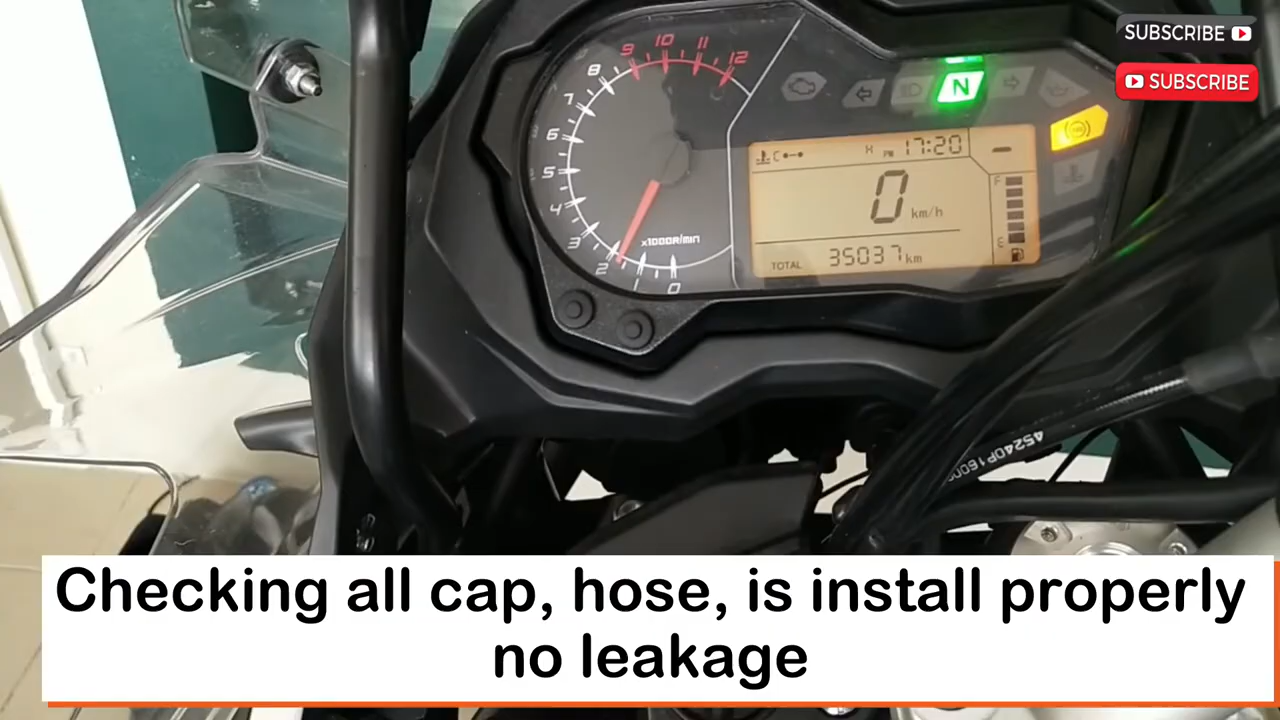 SUBSCRIBE
SUBSCRIBE
8 9 10 11 12
7
6
5
4
3
2
1
0
x1000r/min
N
C H PM 17:20
0 km/h
F
E
TOTAL 35037 km
Checking all cap, hose, is install properly
no leakage